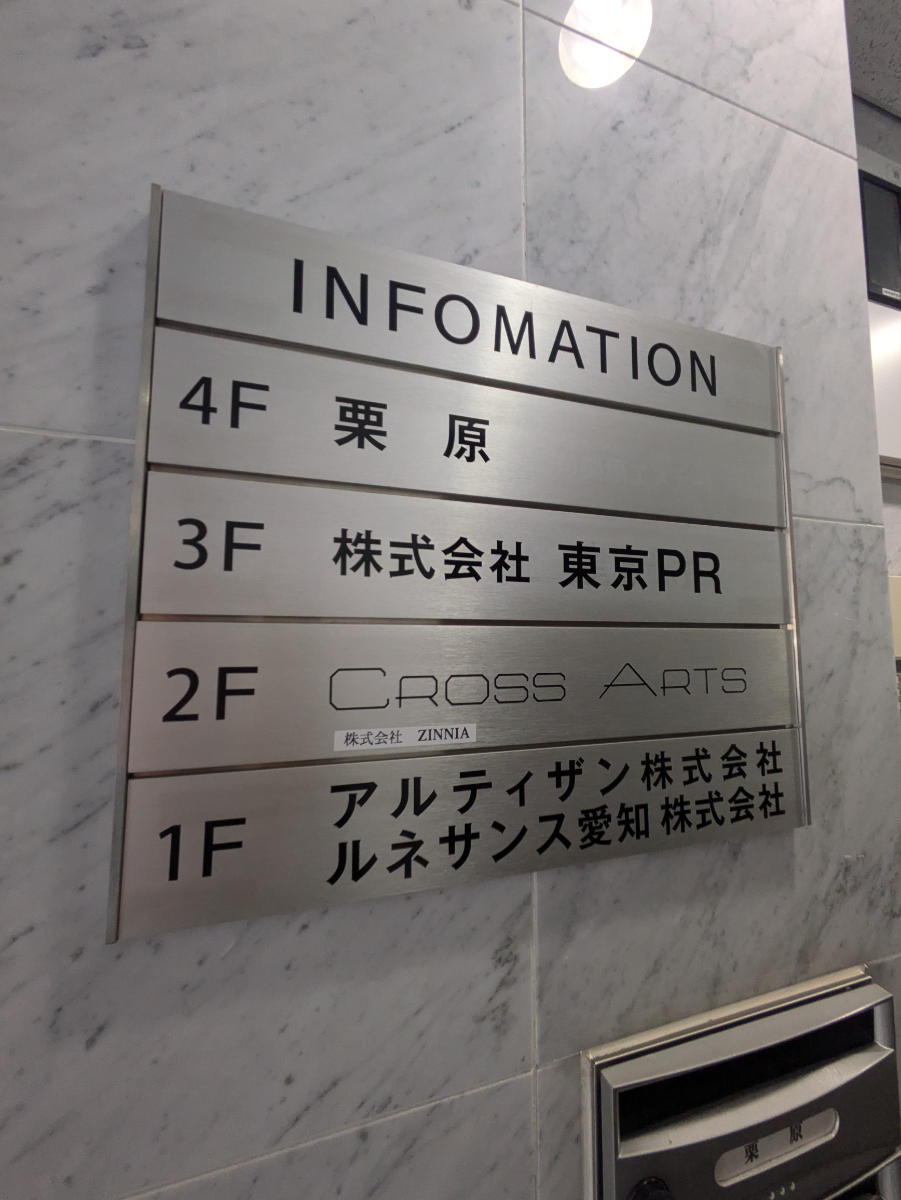 INFOMATION
4F 栗 原
3F 株式会社 東京PR
2F CROSS ARTS
株式会社 ZINNIA
1F アルティザン株式会社
ルネサンス愛知株式会社
栗 原